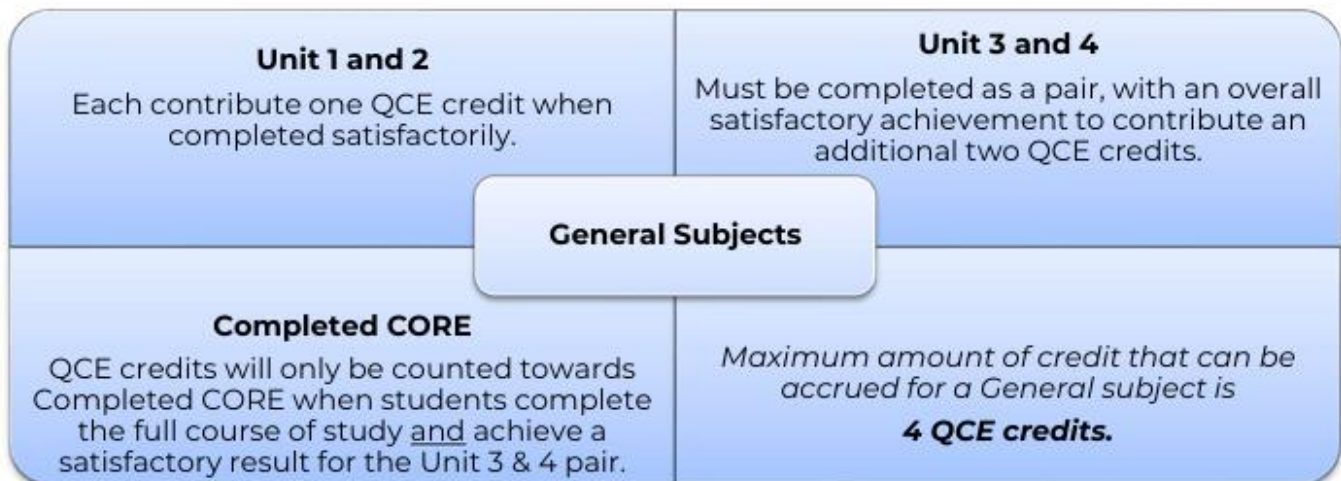 Unit 1 and 2
Each contribute one QCE credit when
completed satisfactorily.
Unit 3 and 4
Must be completed as a pair, with an overall
satisfactory achievement to contribute an
additional two QCE credits.
General Subjects
Completed CORE
QCE credits will only be counted towards
Completed CORE when students complete
the full course of study and achieve a
satisfactory result for the Unit 3 & 4 pair.
Maximum amount of credit that can be
accrued for a General subject is
4 QCE credits.